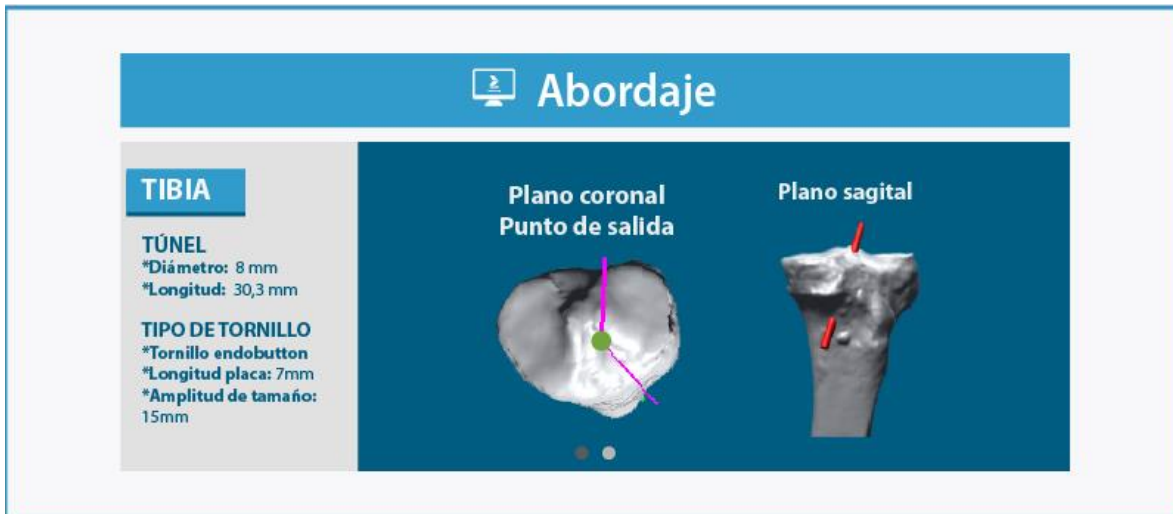 Abordaje
TIBIA
TÚNEL
*Diámetro: 8 mm
*Longitud: 30,3 mm
TIPO DE TORNILLO
*Tornillo endobutton
*Longitud placa: 7mm
*Amplitud de tamaño:
15mm
Plano coronal
Punto de salida
Plano sagital